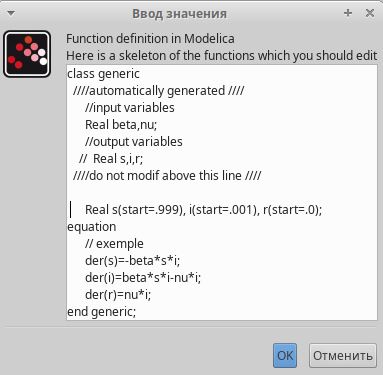 Ввод значения
Function definition in Modelica
Here is a skeleton of the functions which you should edit
class generic
////automatically generated ////
//input variables
Real beta,nu;
//output variables
//  Real s,i,r;
////do not modif above this line ////
Real s(start=.999), i(start=.001), r(start=.0);
equation
// exemple
der(s)=-beta*s*i;
der(i)=beta*s*i-nu*i;
der(r)=nu*i;
end generic;
OK Отменить